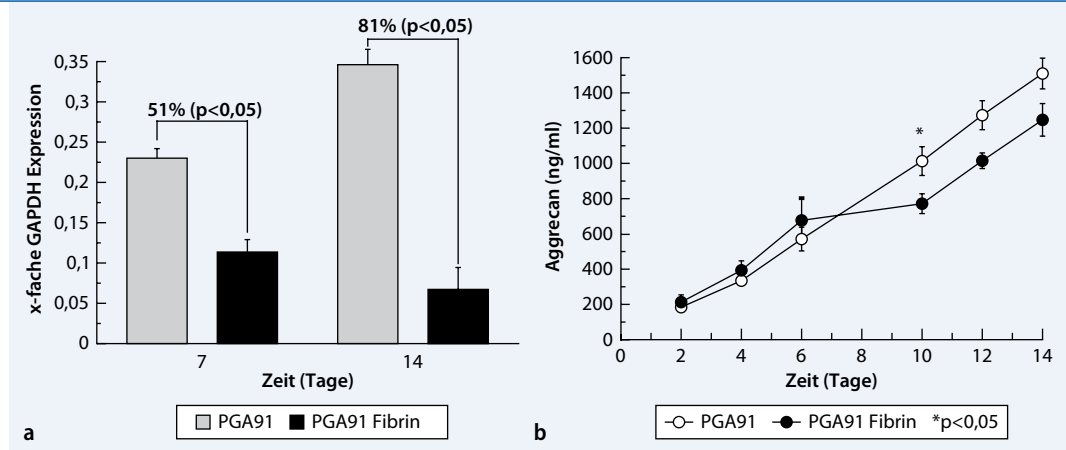 81% (p<0,05)
51% (p<0,05)
0,35
0,3
0,25
0,2
0,15
0,1
0,05
0
x-fache GAPDH Expression
7 14
Zeit (Tage)
PGA91 PGA91 Fibrin
a
1600
1400
1200
1000
800
600
400
200
0
Aggrecan (ng/ml)
*
0 2 4 6 8 10 12 14
Zeit (Tage)
PGA91 PGA91 Fibrin *p<0,05
b